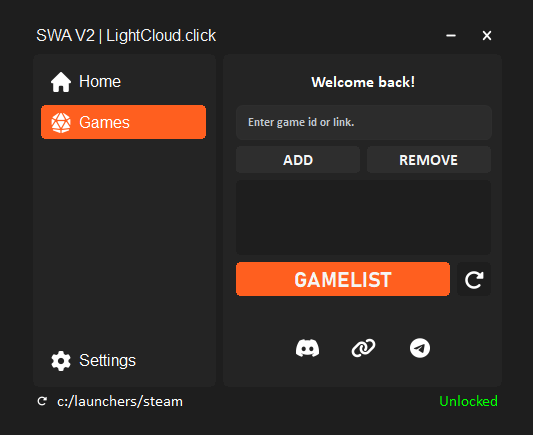 SWA V2 | LightCloud.click
Home
Games
Settings
Welcome back!
Enter game id or link.
ADD
REMOVE
GAMELIST
c:/launchers/steam
Unlocked